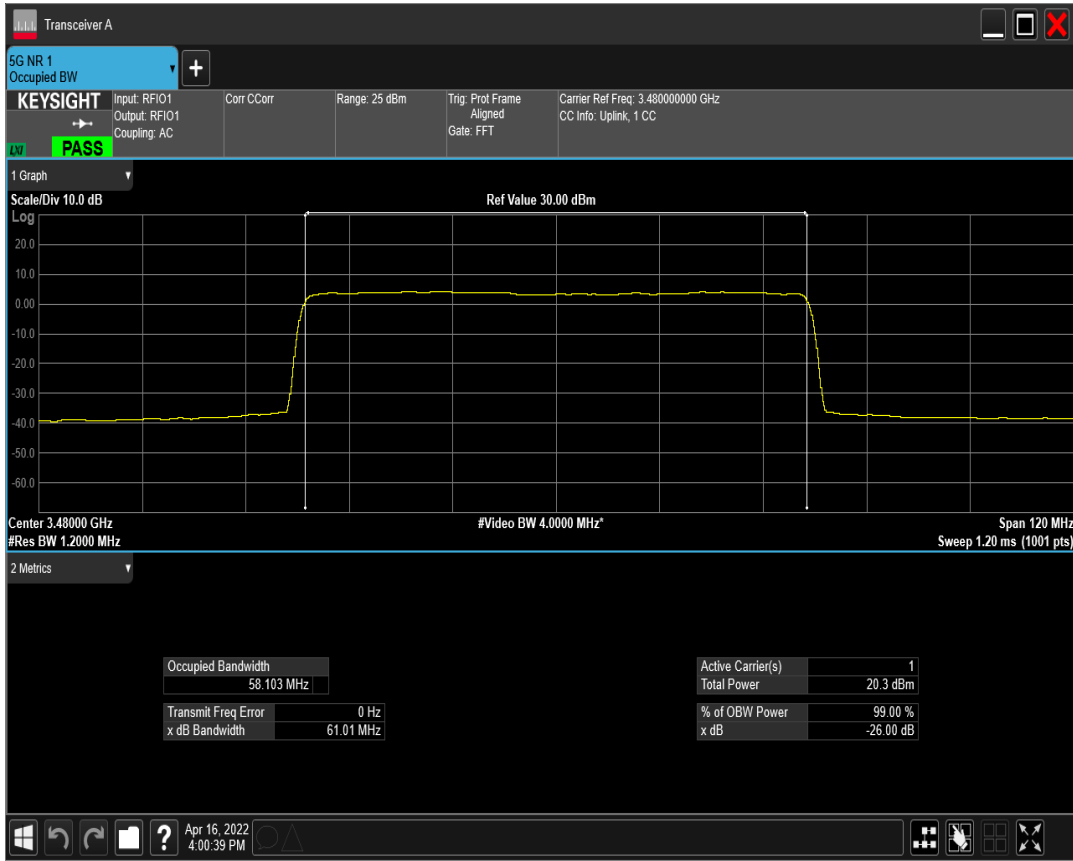 Transceiver A
5G NR 1
Occupied BW
+
KEYSIGHT
LXI
PASS
Input: RFIO1
Output: RFIO1
Coupling: AC
Corr CCorr
Range: 25 dBm
Trig: Prot Frame
Aligned
Gate: FFT
Carrier Ref Freq: 3.480000000 GHz
CC Info: Uplink, 1 CC
1 Graph
Scale/Div 10.0 dB
Ref Value 30.00 dBm
Log
20.0
10.0
0.00
-10.0
-20.0
-30.0
-40.0
-50.0
-60.0
Center 3.48000 GHz
#Video BW 4.0000 MHz*
Span 120 MHz
#Res BW 1.2000 MHz
Sweep 1.20 ms (1001 pts)
2 Metrics
Occupied Bandwidth
58.103 MHz
Transmit Freq Error 0 Hz
x dB Bandwidth 61.01 MHz
Active Carrier(s) 1
Total Power 20.3 dBm
% of OBW Power 99.00 %
x dB -26.00 dB
?
Apr 16, 2022
4:00:39 PM